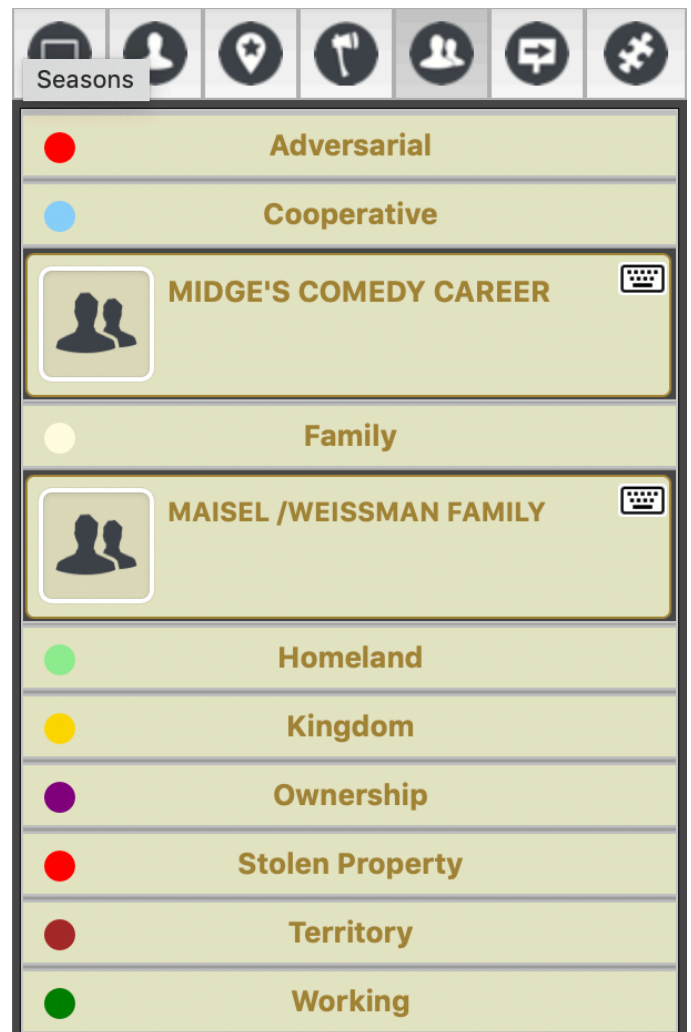 Seasons
Adversarial
Cooperative
MIDGE'S COMEDY CAREER
Family
MAISEL /WEISSMAN FAMILY
Homeland
Kingdom
Ownership
Stolen Property
Territory
Working